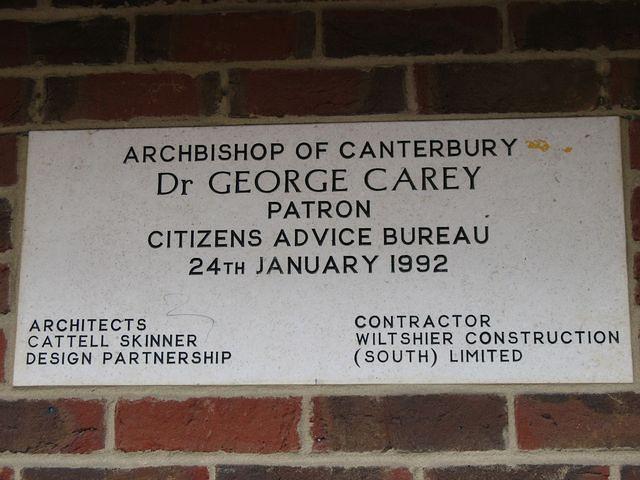 ARCHBISHOP OF CANTERBURY
Dr GEORGE CAREY
PATRON
CITIZENS ADVICE BUREAU
24TH JANUARY 1992
ARCHITECTS
CATTELL SKINNER
DESIGN PARTNERSHIP
CONTRACTOR
WILTSHIER CONSTRUCTION
(SOUTH) LIMITED